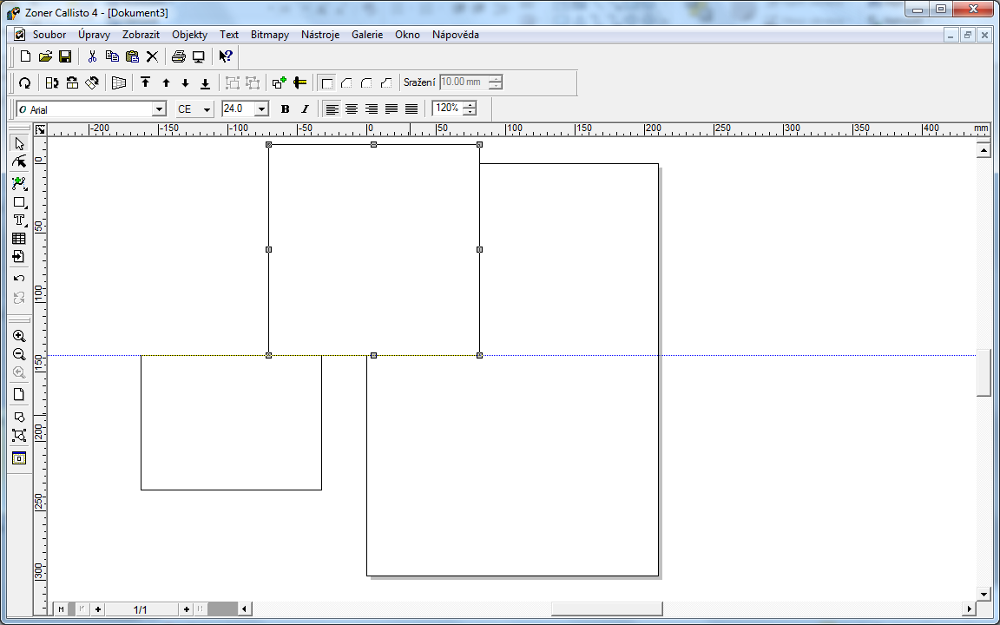 Zoner Callisto 4 - [Dokument3]
Soubor Úpravy Zobrazit Objekty Text Bitmapy Nástroje Galerie Okno Nápověda
Sražení 10.00 mm
O Arial CE 24.0 B I 120%
-200 -150 -100 -50 0 50 100 150 200 250 300 350 400 mm
0
50
100
150
200
250
300
M 1/1